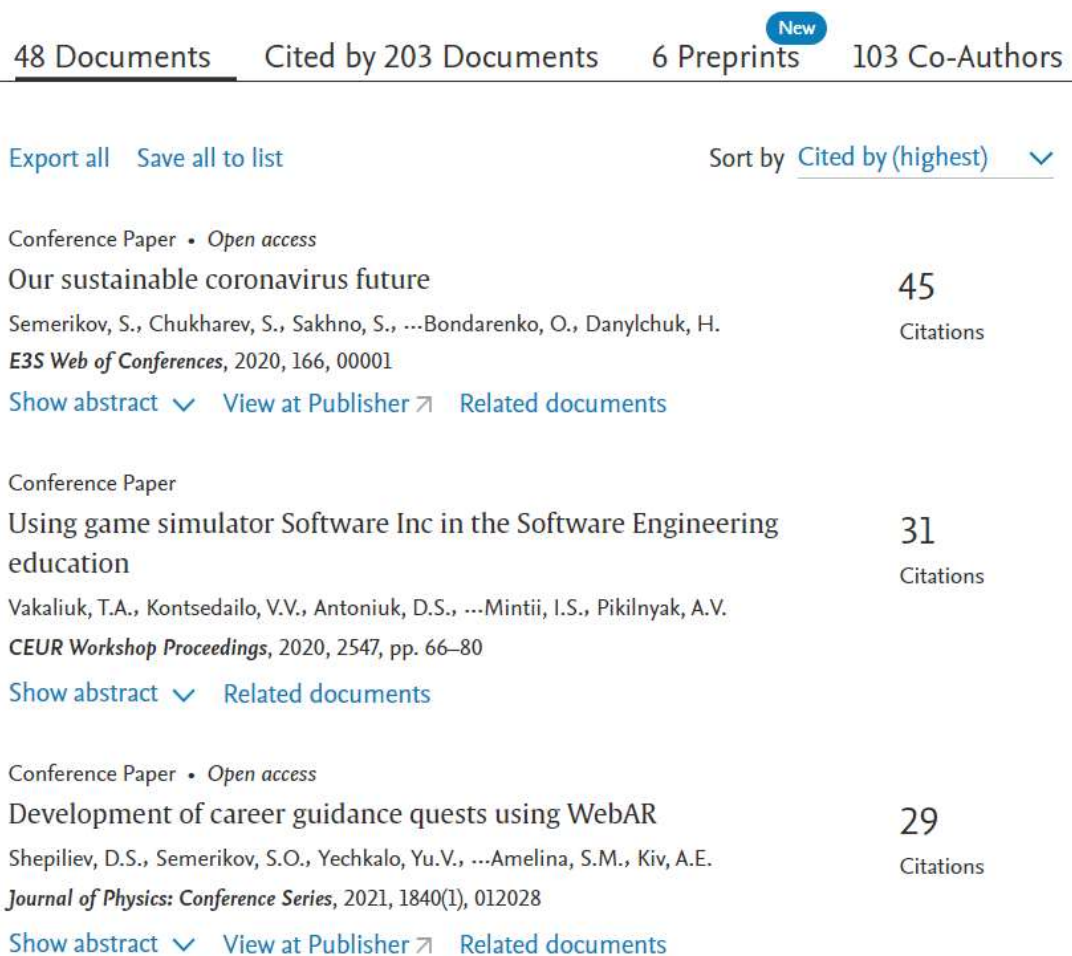 New
48 Documents Cited by 203 Documents 6 Preprints 103 Co-Authors
Export all Save all to list Sort by Cited by (highest)
Conference Paper • Open access
Our sustainable coronavirus future
45
Semerikov, S., Chukharev, S., Sakhno, S., ...Bondarenko, O., Danylchuk, H.
Citations
E3S Web of Conferences, 2020, 166, 00001
Show abstract View at Publisher Related documents
Conference Paper
Using game simulator Software Inc in the Software Engineering
education
31
Citations
Vakaliuk, T.A., Kontsedailo, V.V., Antoniuk, D.S., ...Mintii, I.S., Pikilnyak, A.V.
CEUR Workshop Proceedings, 2020, 2547, pp. 66–80
Show abstract Related documents
Conference Paper • Open access
Development of career guidance quests using WebAR
29
Shepiliev, D.S., Semerikov, S.O., Yechkalo, Yu.V., ...Amelina, S.M., Kiv, A.E.
Citations
Journal of Physics: Conference Series, 2021, 1840(1), 012028
Show abstract View at Publisher Related documents